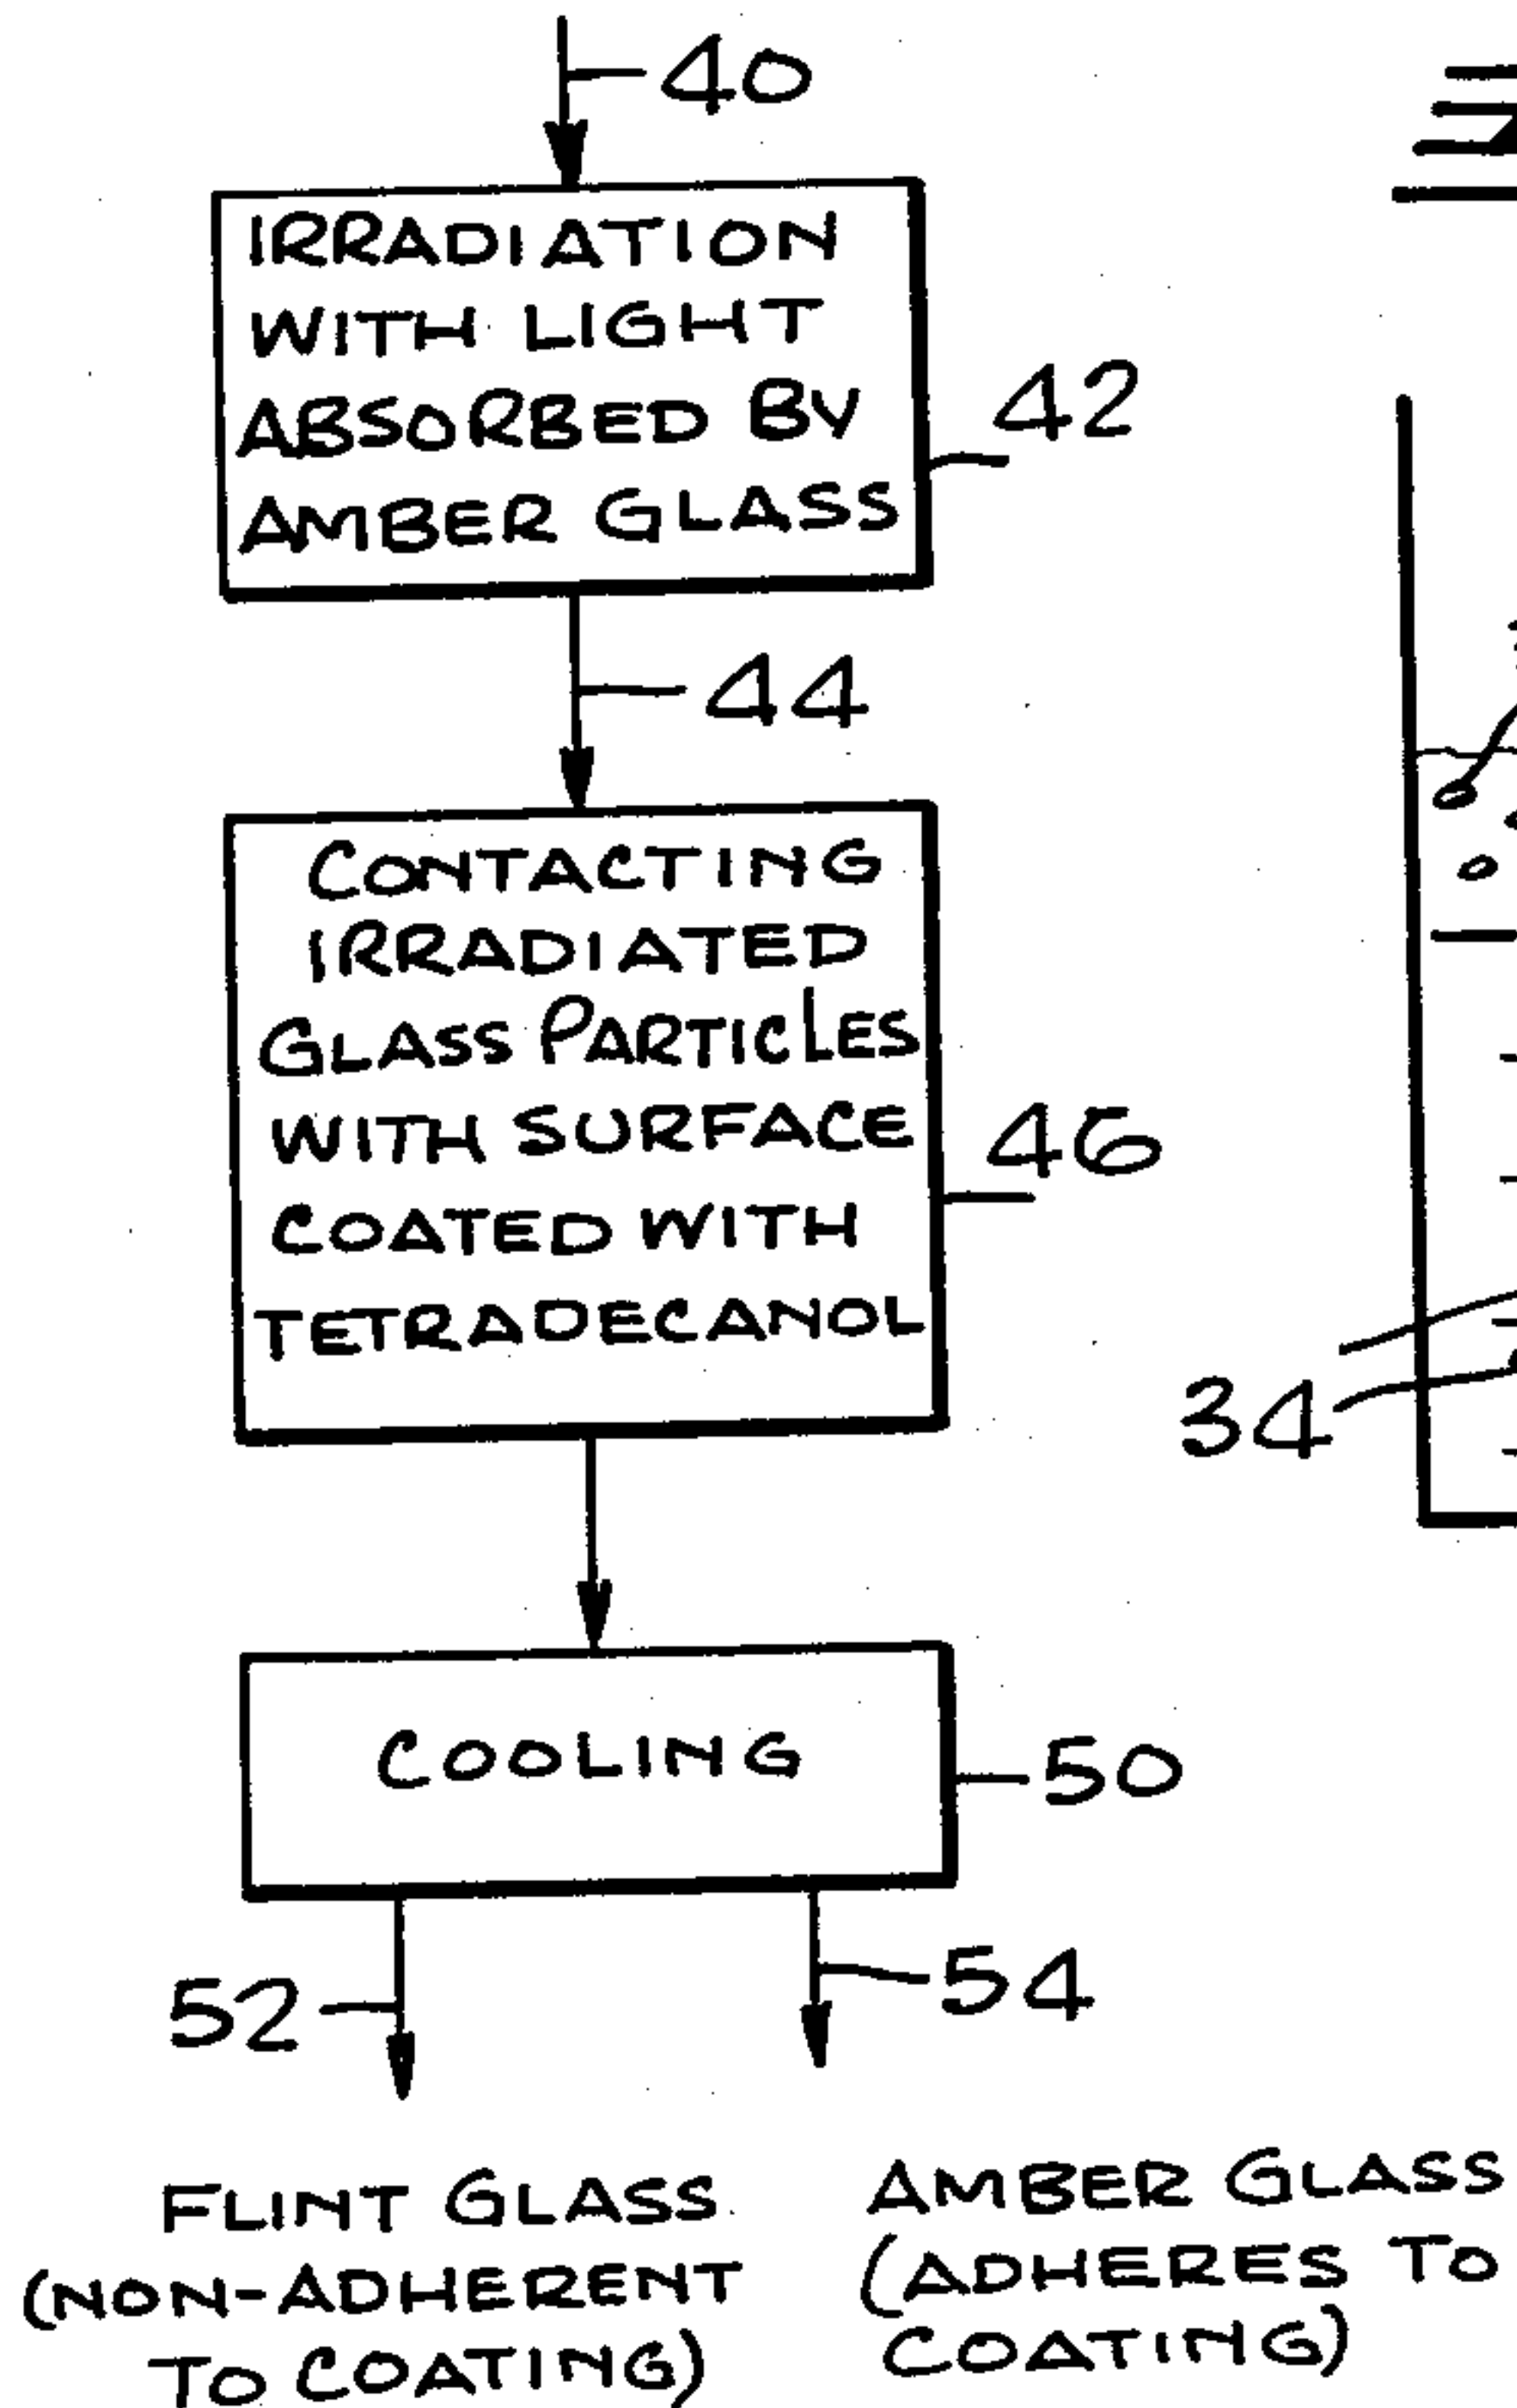 40
IRRADIATION
WITH LIGHT
ABSORBED BY
AMBER GLASS
42
44
CONTACTING
IRRADIATED
GLASS PARTICLES
WITH SURFACE
COATED WITH
TETRADECANOL
46
34
COOLING
50
52
54
FLINT GLASS
(NON-ADHERENT
TO COATING)
AMBER GLASS
(ADHERES TO
COATING)